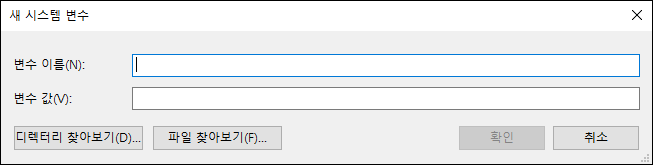 새 시스템 변수
변수 이름(N):
변수 값(V):
디렉터리 찾아보기(D)... 파일 찾아보기(F)... 확인 취소